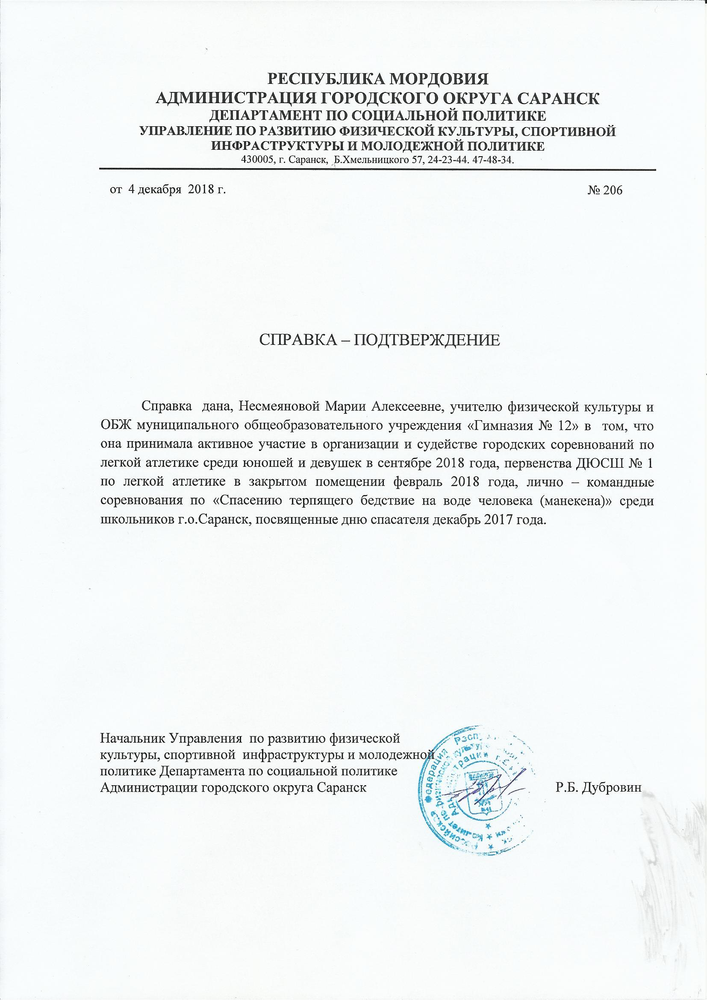 РЕСПУБЛИКА МОРДОВИЯ
АДМИНИСТРАЦИЯ ГОРОДСКОГО ОКРУГА САРАНСК
ДЕПАРТАМЕНТ ПО СОЦИАЛЬНОЙ ПОЛИТИКЕ
УПРАВЛЕНИЕ ПО РАЗВИТИЮ ФИЗИЧЕСКОЙ КУЛЬТУРЫ, СПОРТИВНОЙ
ИНФРАСТРУКТУРЫ И МОЛОДЕЖНОЙ ПОЛИТИКЕ
430005, г. Саранск, Б.Хмельницкого 57, 24-23-44. 47-48-34.
от 4 декабря 2018 г. № 206
СПРАВКА – ПОДТВЕРЖДЕНИЕ
Справка дана, Несмеяновой Марии Алексеевне, учителю физической культуры и
ОБЖ муниципального общеобразовательного учреждения «Гимназия № 12» в том, что
она принимала активное участие в организации и судействе городских соревнований по
легкой атлетике среди юношей и девушек в сентябре 2018 года, первенства ДЮСШ № 1
по легкой атлетике в закрытом помещении февраль 2018 года, лично – командные
соревнования по «Спасению терпящего бедствие на воде человека (манекена)» среди
школьников г.о.Саранск, посвященные дню спасателя декабрь 2017 года.
Начальник Управления по развитию физической
культуры, спортивной инфраструктуры и молодежной
политике Департамента по социальной политике
Администрации городского округа Саранск Р.Б. Дубровин